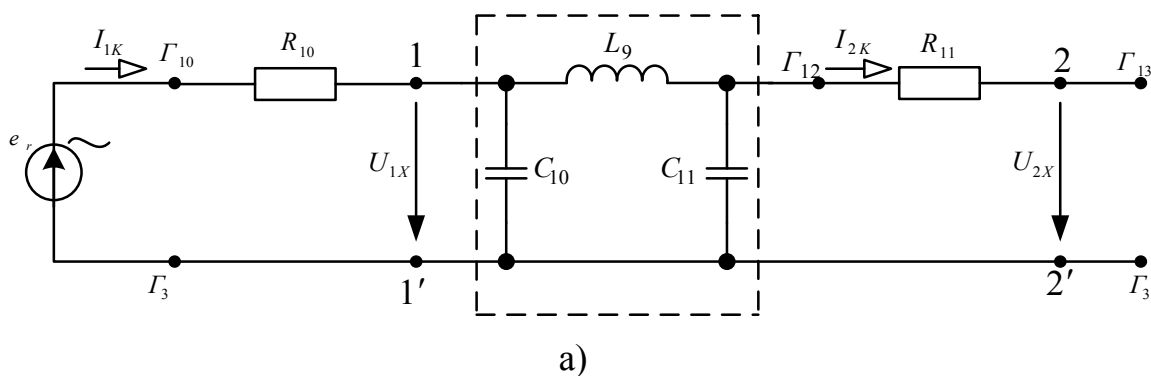 I₁K Г₁₀ R₁₀ 1 L₉ Г₁₂ I₂K R₁₁ 2 Г₁₃
e г U₁X C₁₀ C₁₁ U₂X
Г₃ 1′ 2′ Г₃
а)